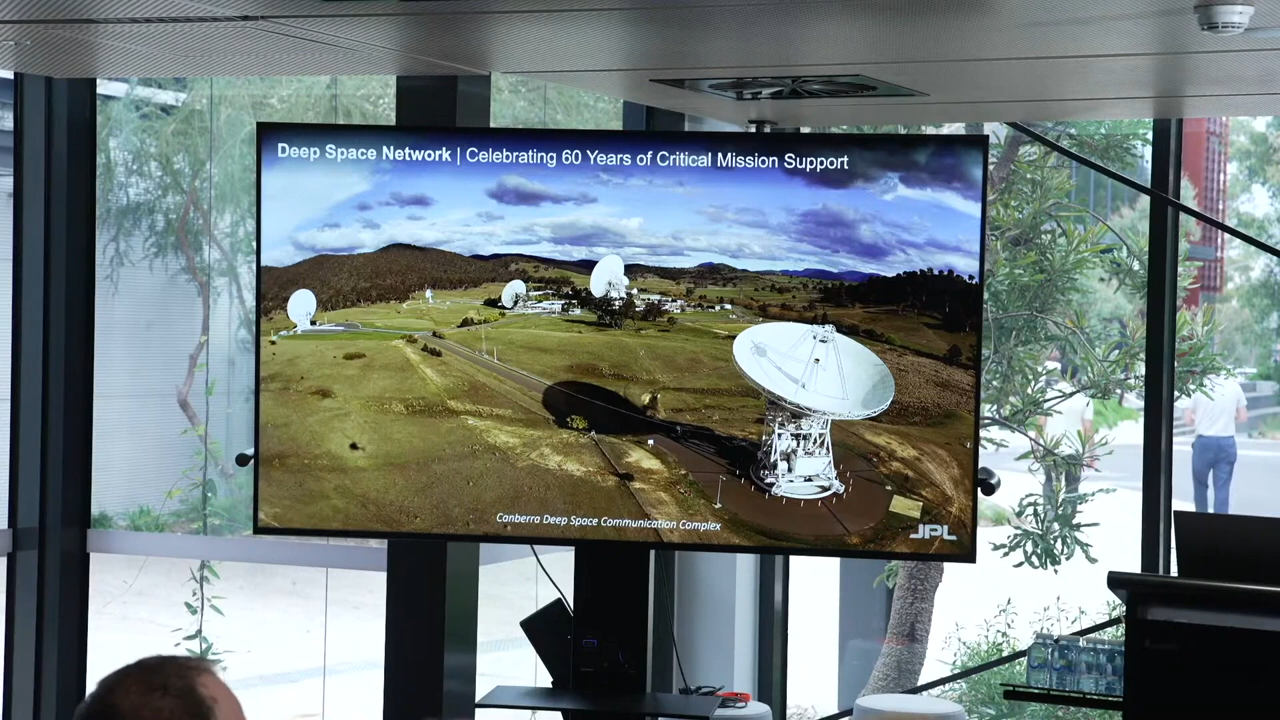 Deep Space Network | Celebrating 60 Years of Critical Mission Support
Canberra Deep Space Communication Complex
JPL